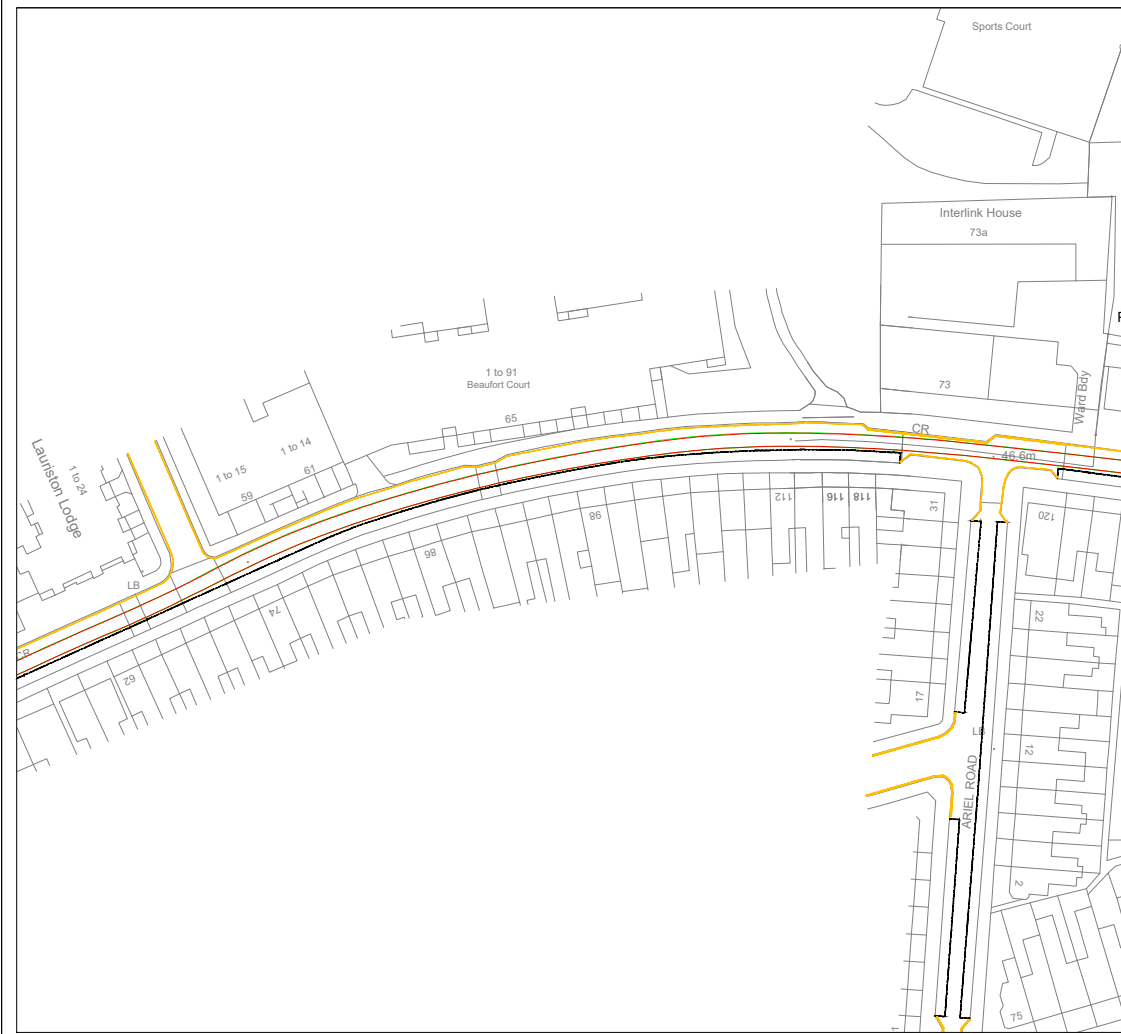 Sports Court
Interlink House
73a
Ward Bdy
73
CR
46.6m
1 to 91
Beaufort Court
65
1 to 14
61
1 to 15
59
Lauriston Lodge
1 to 24
LB
CR
62
74
86
98
112
116
118
31
120
22
17
LB
12
ARIEL ROAD
2
75